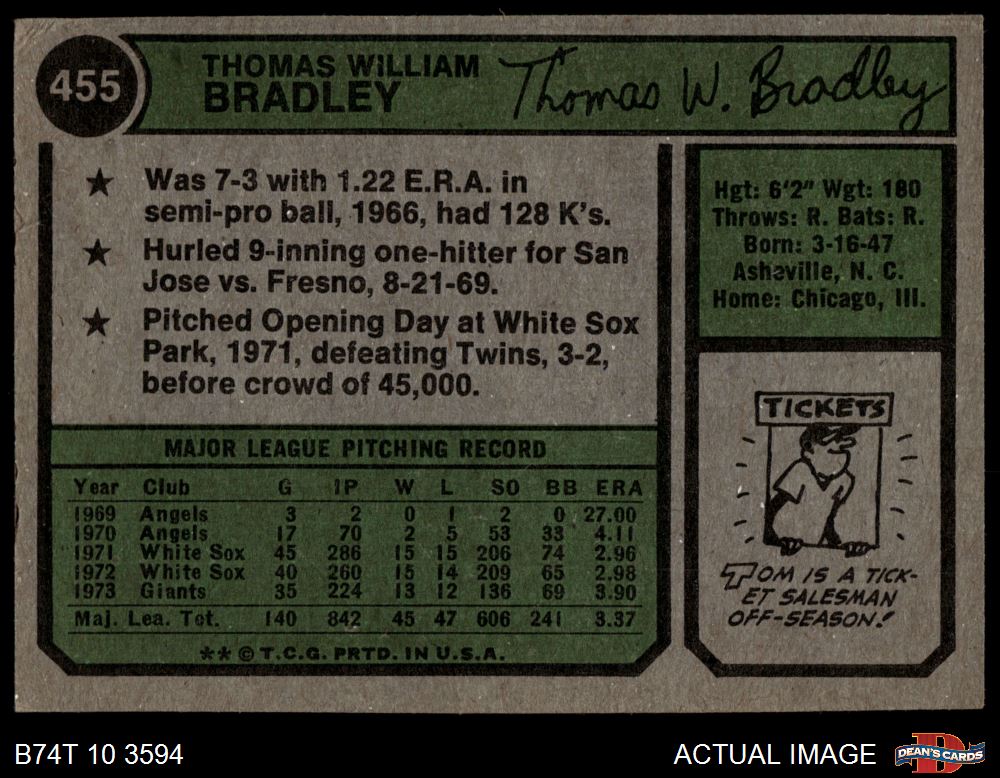 455
THOMAS WILLIAM
BRADLEY
Thomas W. Bradley
★ Was 7-3 with 1.22 E.R.A. in
semi-pro ball, 1966, had 128 K's.
★ Hurled 9-inning one-hitter for San
Jose vs. Fresno, 8-21-69.
★ Pitched Opening Day at White Sox
Park, 1971, defeating Twins, 3-2,
before crowd of 45,000.
Hgt: 6'2" Wgt: 180
Throws: R. Bats: R.
Born: 3-16-47
Asheville, N. C.
Home: Chicago, Ill.
MAJOR LEAGUE PITCHING RECORD
Year Club G IP W L SO BB ERA
1969 Angels 3 2 0 1 2 0 27.00
1970 Angels 17 70 2 5 53 33 4.11
1971 White Sox 45 286 15 15 206 74 2.96
1972 White Sox 40 260 15 14 209 65 2.98
1973 Giants 35 224 13 12 136 69 3.90
Maj. Lea. Tot. 140 842 45 47 606 241 3.37
** © T.C.G. PRTD. IN U.S.A.
TICKETS
TOM IS A TICK-
ET SALESMAN
OFF-SEASON!
B74T 10 3594
ACTUAL IMAGE
DEAN'S CARDS